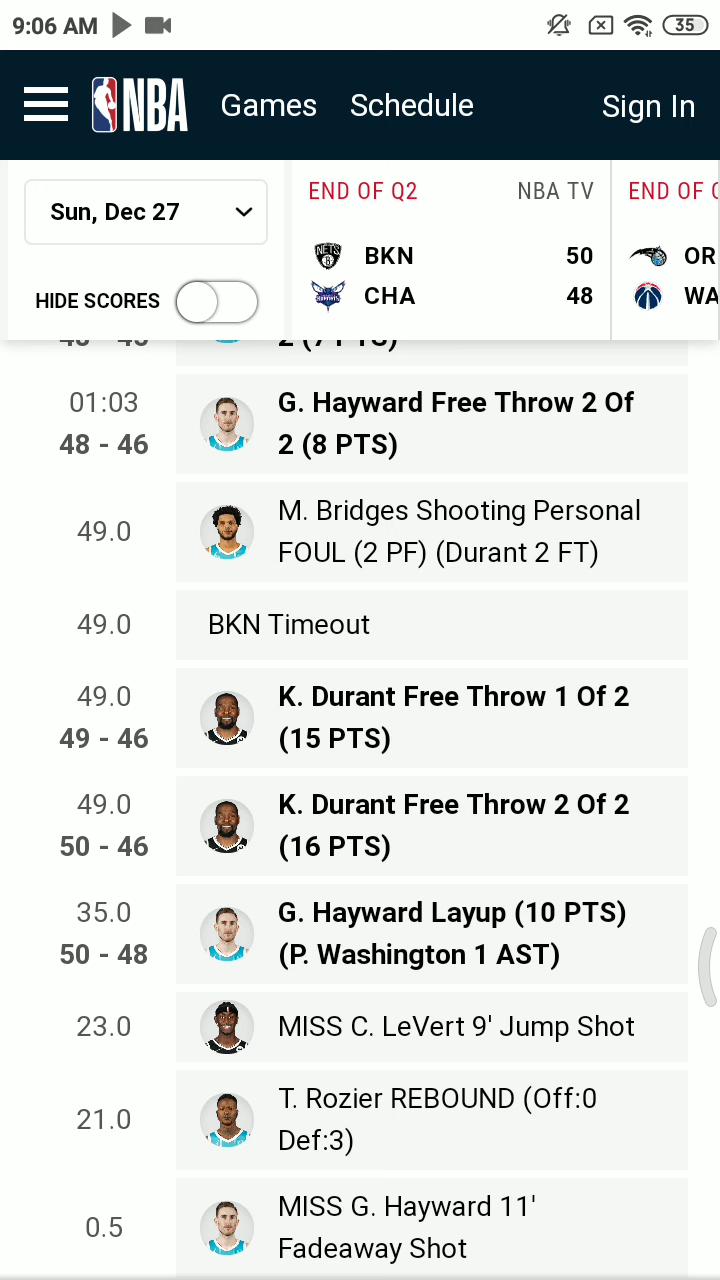 9:06 AM
35
NBA
Games
Schedule
Sign In
Sun, Dec 27
HIDE SCORES
END OF Q2
NBA TV
NETS
B
BKN
50
CHA
48
END OF
OR
WA
01:03
48 - 46
G. Hayward Free Throw 2 Of
2 (8 PTS)
49.0
M. Bridges Shooting Personal
FOUL (2 PF) (Durant 2 FT)
49.0
BKN Timeout
49.0
49 - 46
K. Durant Free Throw 1 Of 2
(15 PTS)
49.0
50 - 46
K. Durant Free Throw 2 Of 2
(16 PTS)
35.0
50 - 48
G. Hayward Layup (10 PTS)
(P. Washington 1 AST)
23.0
MISS C. LeVert 9' Jump Shot
21.0
T. Rozier REBOUND (Off:0
Def:3)
0.5
MISS G. Hayward 11'
Fadeaway Shot